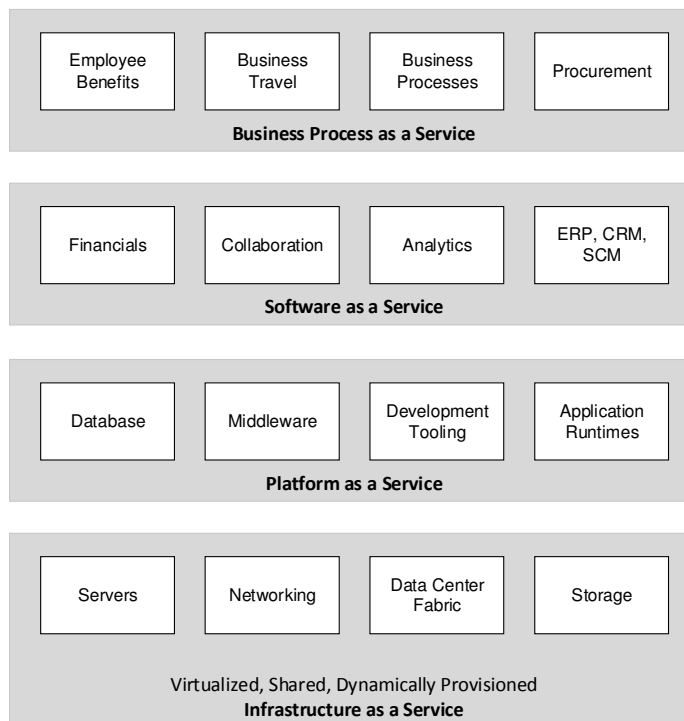 Employee
Benefits
Business
Travel
Business
Processes
Procurement
Business Process as a Service
Financials
Collaboration
Analytics
ERP, CRM,
SCM
Software as a Service
Database
Middleware
Development
Tooling
Application
Runtimes
Platform as a Service
Servers
Networking
Data Center
Fabric
Storage
Virtualized, Shared, Dynamically Provisioned
Infrastructure as a Service